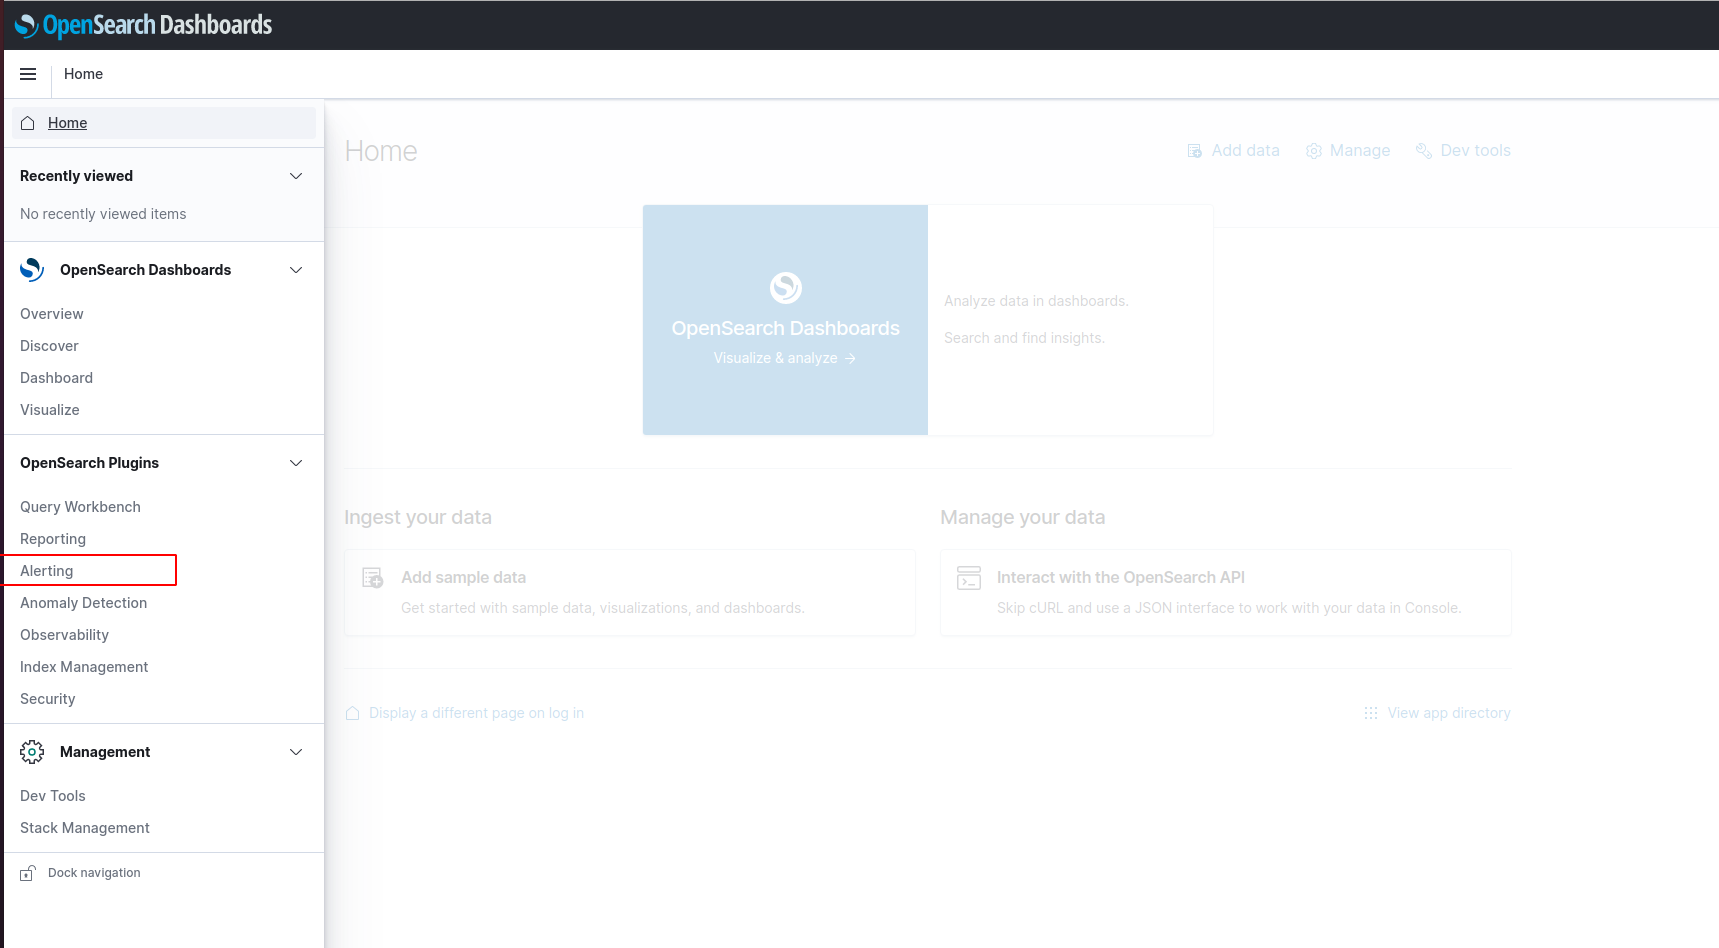 OpenSearch Dashboards
Home
Home
Recently viewed
No recently viewed items
OpenSearch Dashboards
Overview
Discover
Dashboard
Visualize
OpenSearch Plugins
Query Workbench
Reporting
Alerting
Anomaly Detection
Observability
Index Management
Security
Management
Dev Tools
Stack Management
Dock navigation
Home
Add data
Manage
Dev tools
OpenSearch Dashboards
Visualize & analyze →
Analyze data in dashboards.
Search and find insights.
Ingest your data
Add sample data
Get started with sample data, visualizations, and dashboards.
Manage your data
Interact with the OpenSearch API
Skip cURL and use a JSON interface to work with your data in Console.
Display a different page on log in
View app directory